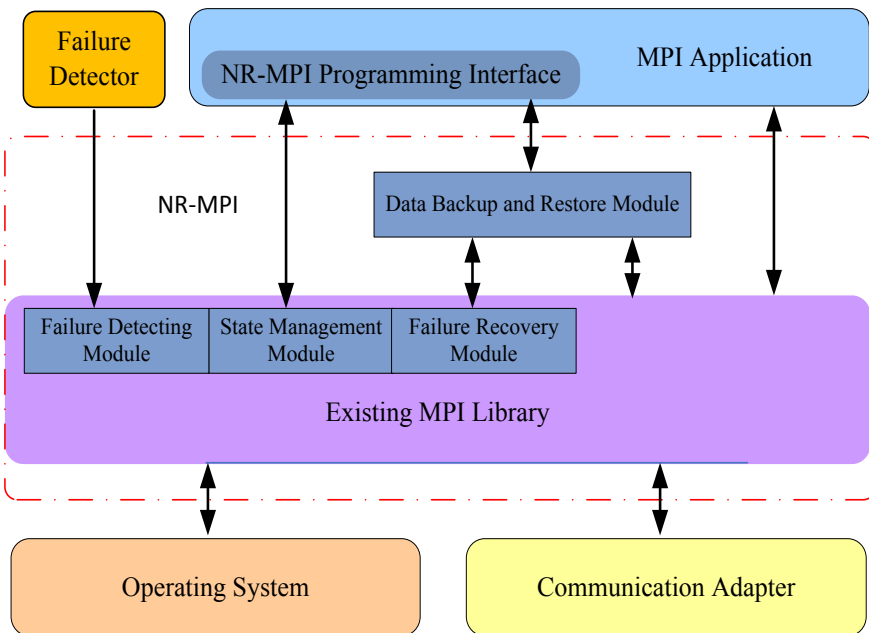 Failure
Detector
MPI Application
NR-MPI Programming Interface
NR-MPI
Data Backup and Restore Module
Failure Detecting
Module
State Management
Module
Failure Recovery
Module
Existing MPI Library
Operating System
Communication Adapter